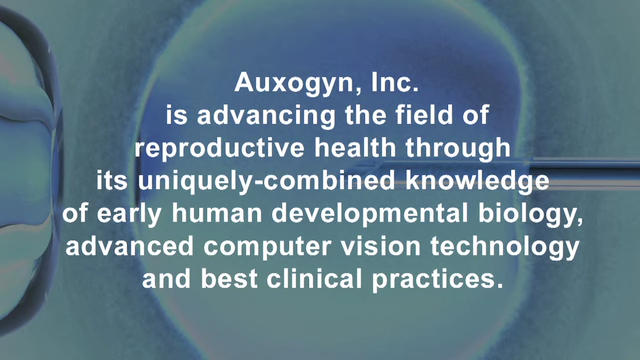 Auxogyn, Inc.
is advancing the field of
reproductive health through
its uniquely-combined knowledge
of early human developmental biology,
advanced computer vision technology
and best clinical practices.